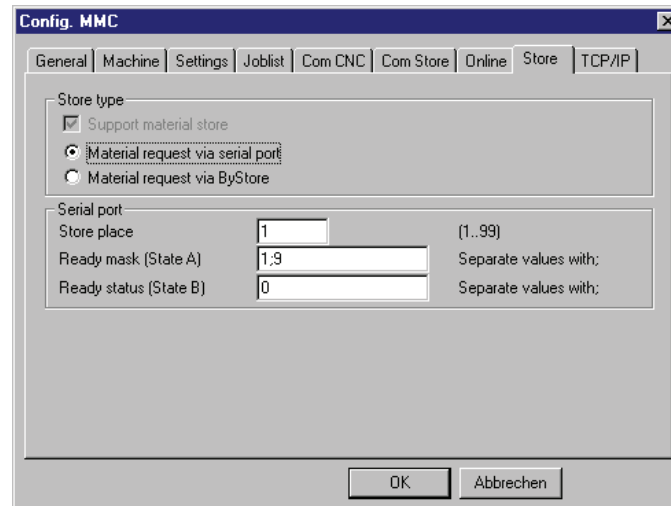 Config. MMC
General Machine Settings Joblist Com CNC Com Store Online Store TCP/IP
Store type
Support material store
Material request via serial port
Material request via ByStore
Serial port
Store place 1 (1..99)
Ready mask (State A) 1;9 Separate values with;
Ready status (State B) 0 Separate values with;
OK Abbrechen